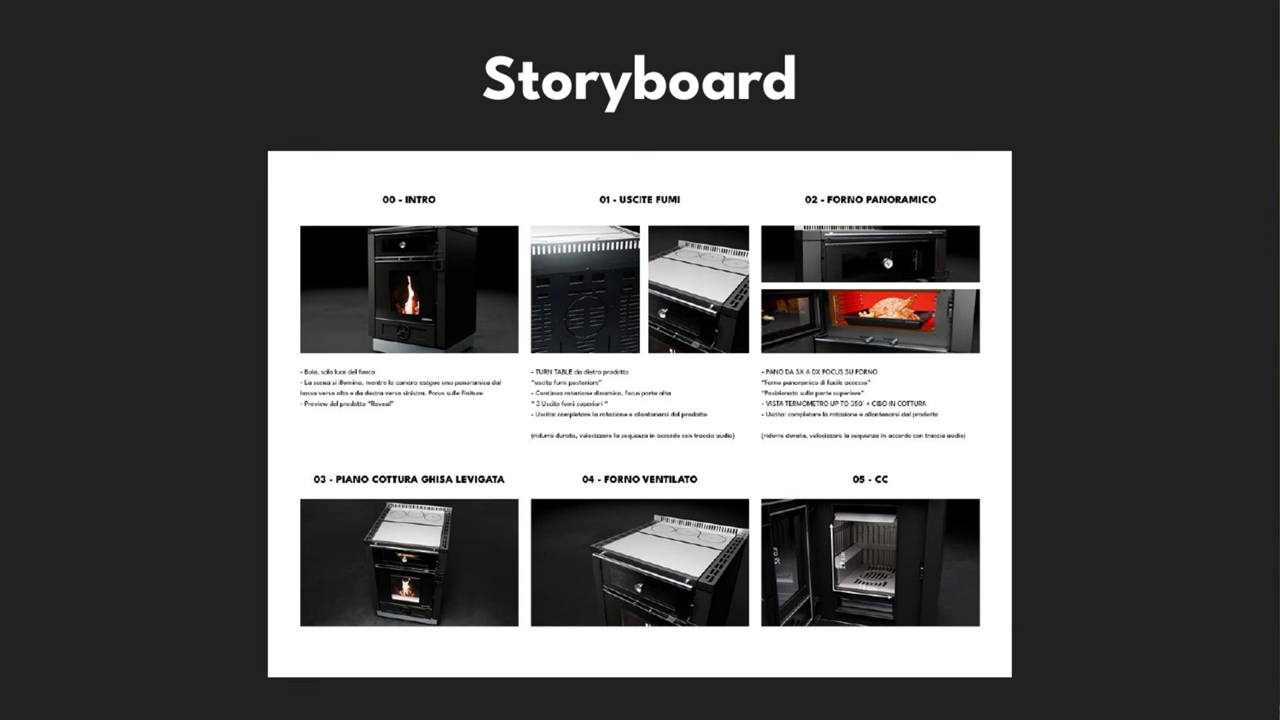 Storyboard
00 - INTRO
- Buio, solo luce del fuoco
- La scena si illumina, mentre la camera esegue una panoramica dal
basso verso alto e da destra verso sinistra. Focus sulle finiture
- Preview del prodotto "Reveal"
01 - USCITE FUMI
- TURN TABLE da dietro prodotto
"uscita fumi posteriore"
- Continua rotazione dinamica, focus parte alta
" 3 Uscita fumi superiori "
- Uscita: completare la rotazione e allontanarsi dal prodotto
(ridurre durata, velocizzare la sequenza in accordo con traccia audio)
02 - FORNO PANORAMICO
- PANO DA SX A DX FOCUS SU FORNO
"Forno panoramico di facile accesso"
"Posizionato sulla parte superiore"
- VISTA TERMOMETRO UP TO 350° + CIBO IN COTTURA
- Uscita: completare la rotazione e allontanarsi dal prodotto
(ridurre durata, velocizzare la sequenza in accordo con traccia audio)
03 - PIANO COTTURA GHISA LEVIGATA
04 - FORNO VENTILATO
05 - CC